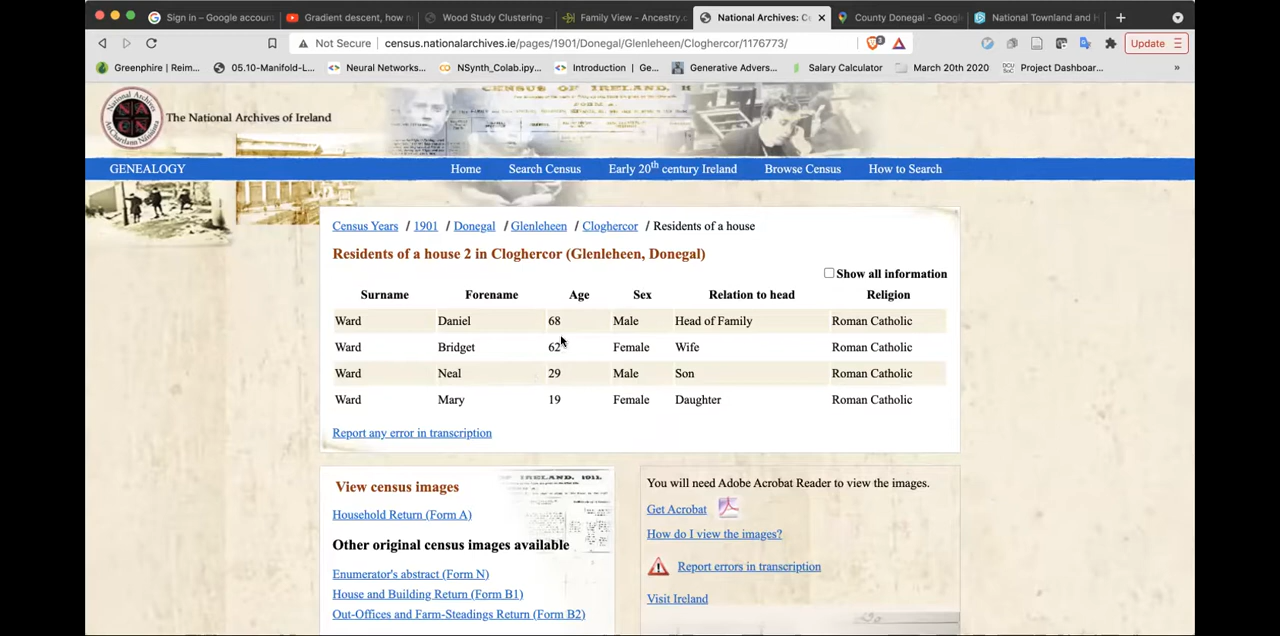 Sign in – Google accoun
Gradient descent, how n
Wood Study Clustering -
Family View - Ancestry.c
National Archives: Ce
County Donegal - Googl
National Townland and H
Not Secure
census.nationalarchives.ie/pages/1901/Donegal/Glenleheen/Cloghercor/1176773/
Update
Greenphire | Reim...
05.10-Manifold-L...
Neural Networks...
NSynth_Colab.ipy...
Introduction | Ge...
Generative Advers...
Salary Calculator
March 20th 2020
Project Dashboar...
»
CENSUS OF IRELAND,
The National Archives of Ireland
GENEALOGY
Home
Search Census
Early 20th century Ireland
Browse Census
How to Search
Census Years / 1901 / Donegal / Glenleheen / Cloghercor / Residents of a house
Residents of a house 2 in Cloghercor (Glenleheen, Donegal)
Show all information
Surname Forename Age Sex Relation to head Religion
Ward Daniel 68 Male Head of Family Roman Catholic
Ward Bridget 62 Female Wife Roman Catholic
Ward Neal 29 Male Son Roman Catholic
Ward Mary 19 Female Daughter Roman Catholic
Report any error in transcription
View census images
Household Return (Form A)
Other original census images available
Enumerator's abstract (Form N)
House and Building Return (Form B1)
Out-Offices and Farm-Steadings Return (Form B2)
You will need Adobe Acrobat Reader to view the images.
Get Acrobat
How do I view the images?
Report errors in transcription
Visit Ireland